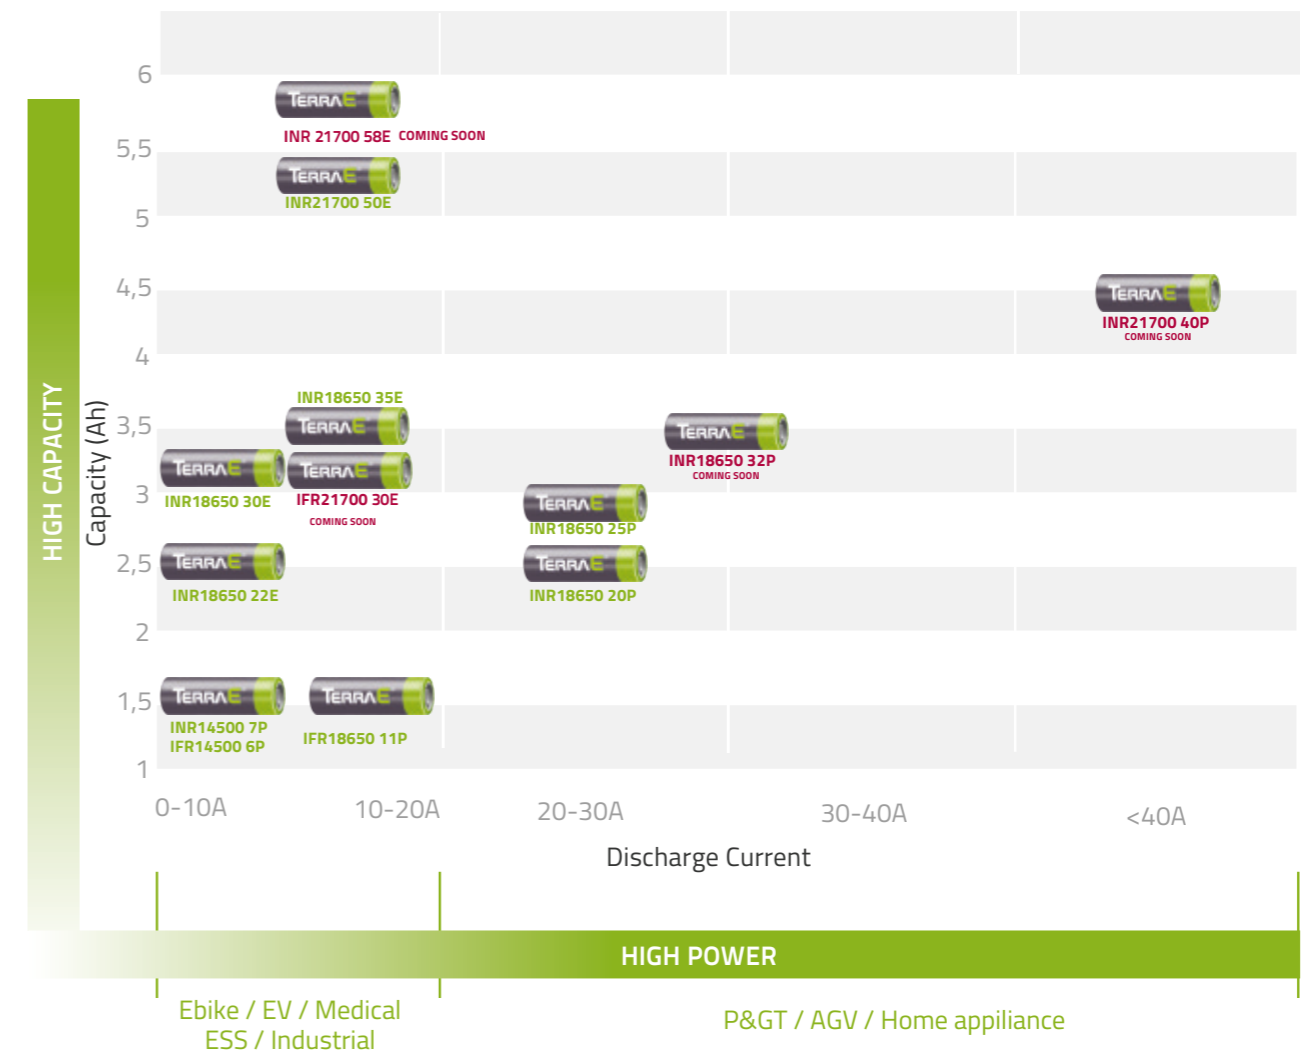 6
TERRAE
INR 21700 58E COMING SOON
5,5
TERRAE
INR21700 50E
5
4,5
TERRAE
INR21700 40P
COMING SOON
4
INR18650 35E
3,5
TERRAE
TERRAE
INR18650 32P
COMING SOON
TERRAE
INR18650 30E
TERRAE
IFR21700 30E
COMING SOON
3
TERRAE
INR18650 25P
2,5
TERRAE
INR18650 22E
TERRAE
INR18650 20P
2
1,5
TERRAE
INR14500 7P
IFR14500 6P
TERRAE
IFR18650 11P
1
HIGH CAPACITY
Capacity (Ah)
0-10A
10-20A
20-30A
30-40A
<40A
Discharge Current
HIGH POWER
Ebike / EV / Medical
ESS / Industrial
P&GT / AGV / Home appiliance